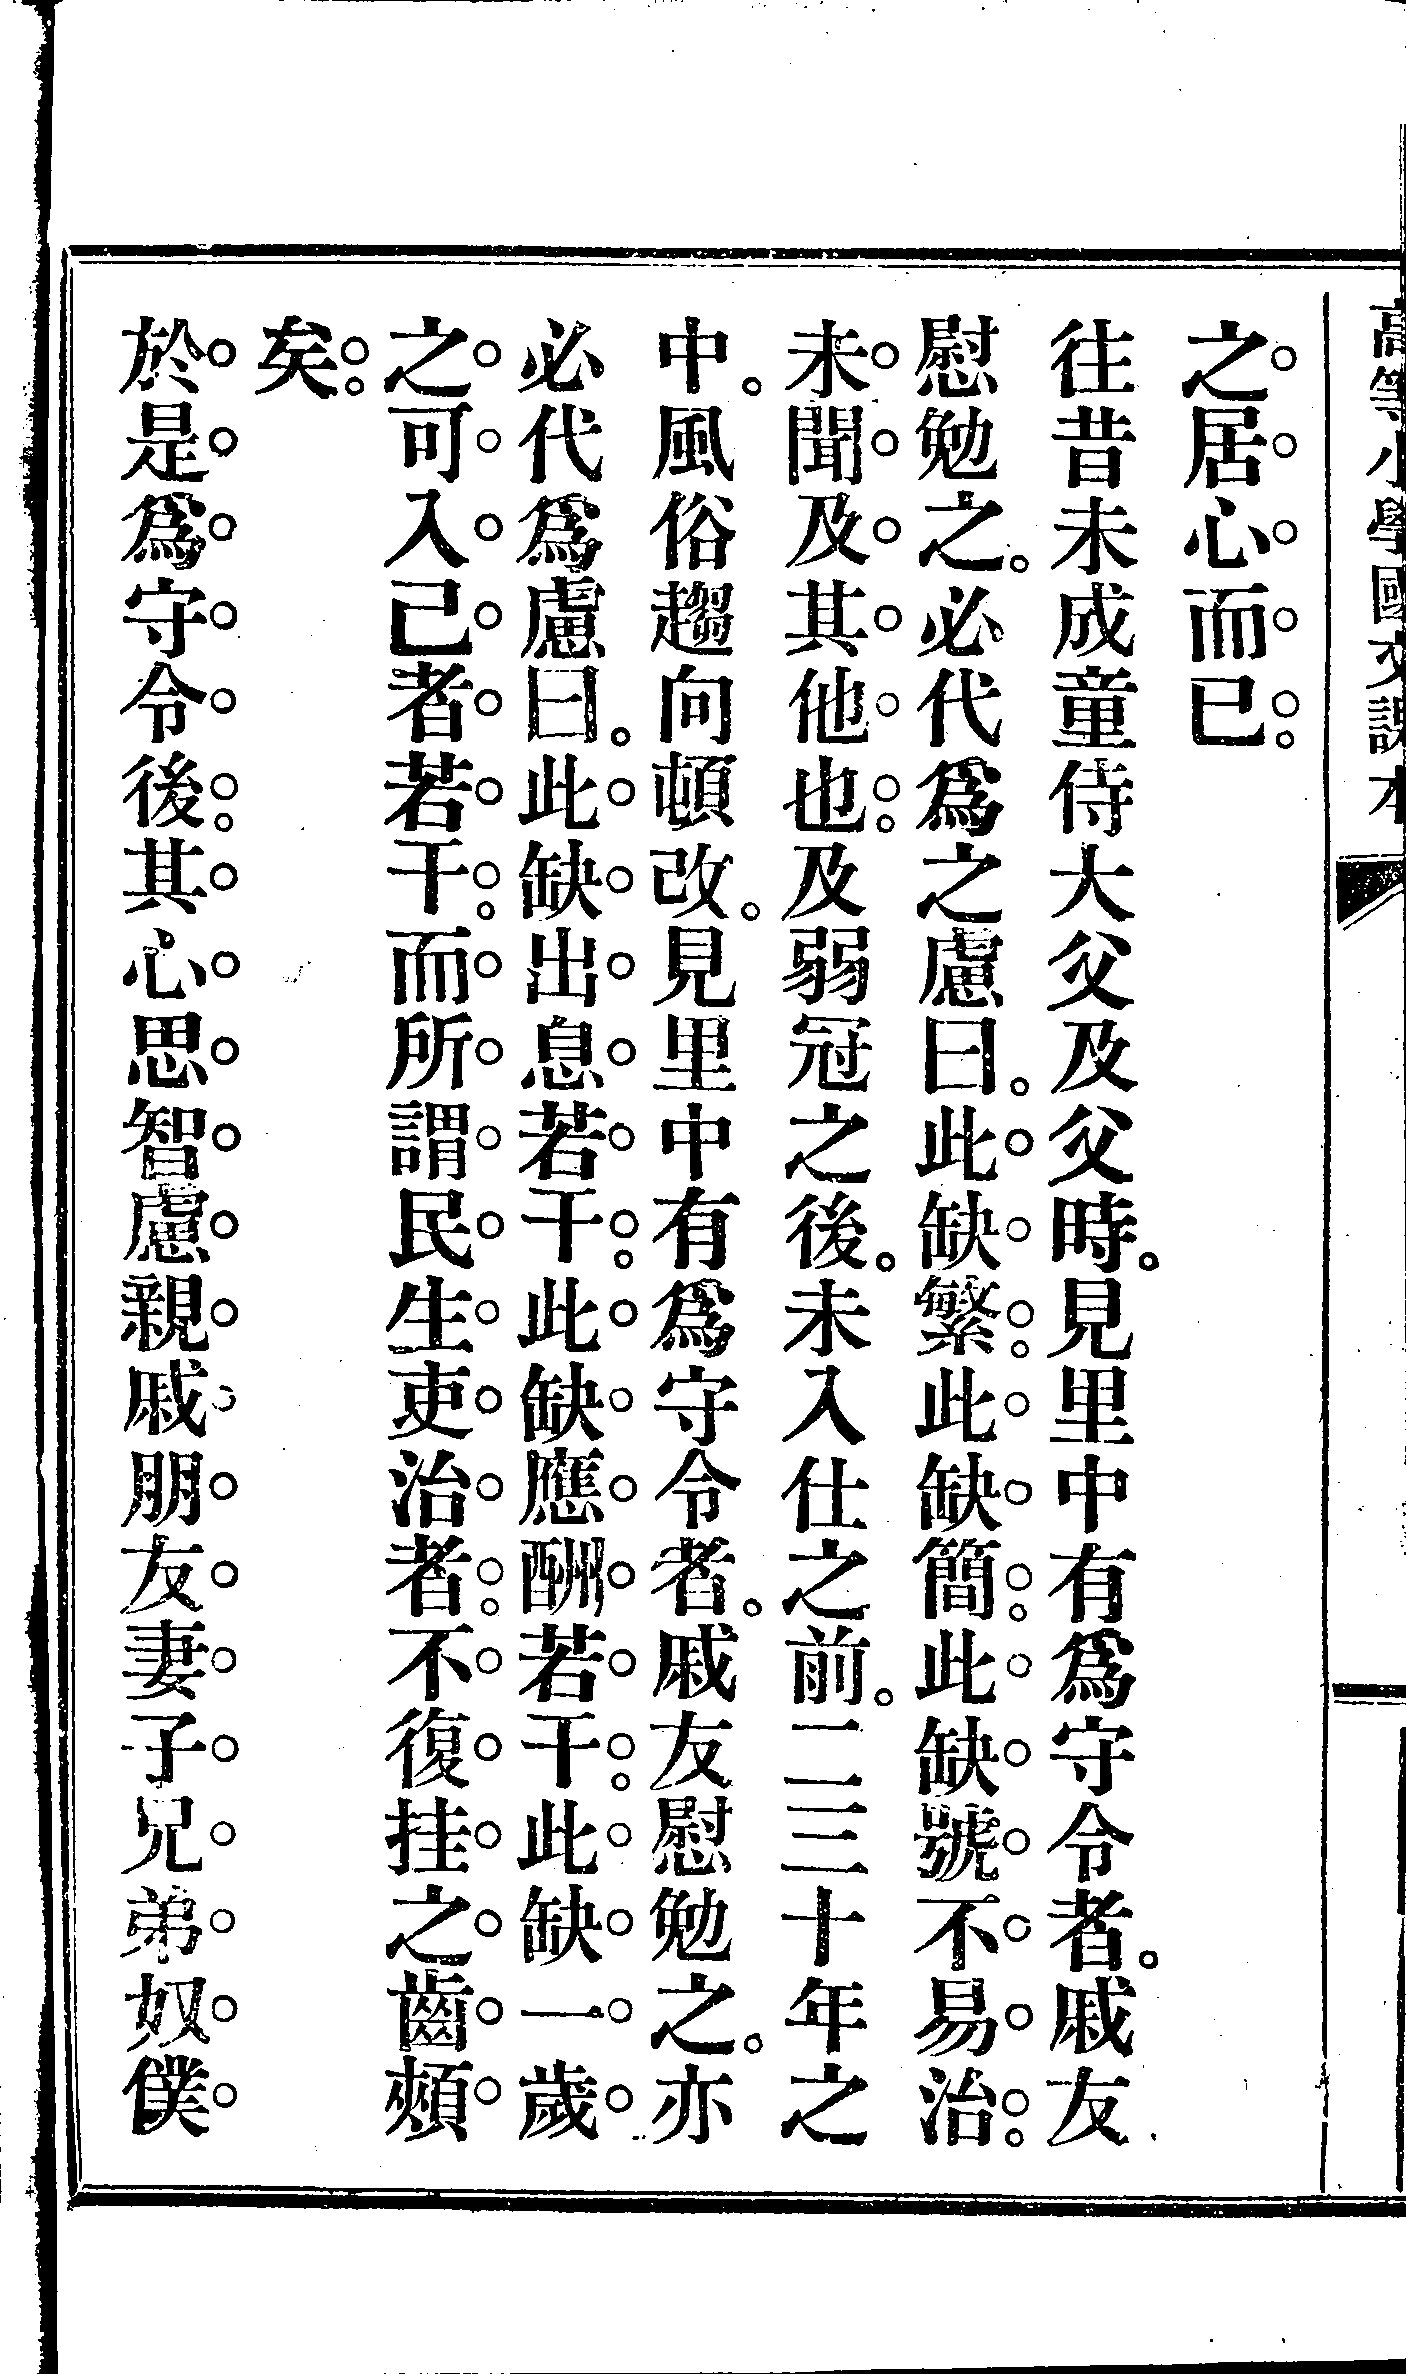 高等小學國文課本
之居心而已。
往昔未成童侍大父及父時。見里中有爲守令者。戚友
慰勉之。必代爲之慮曰。此缺繁。此缺簡。此缺號不易治。
未聞及其他也。及弱冠之後。未入仕之前。二三十年之
中。風俗趨向頓改。見里中有爲守令者。戚友慰勉之。亦
必代爲慮曰。此缺出息若干。此缺應酬若干。此缺一歲
之可入己者若干。而所謂民生吏治者。不復挂之齒頰
矣。
於是爲守令後。其心思智慮親戚朋友妻子兄弟奴僕